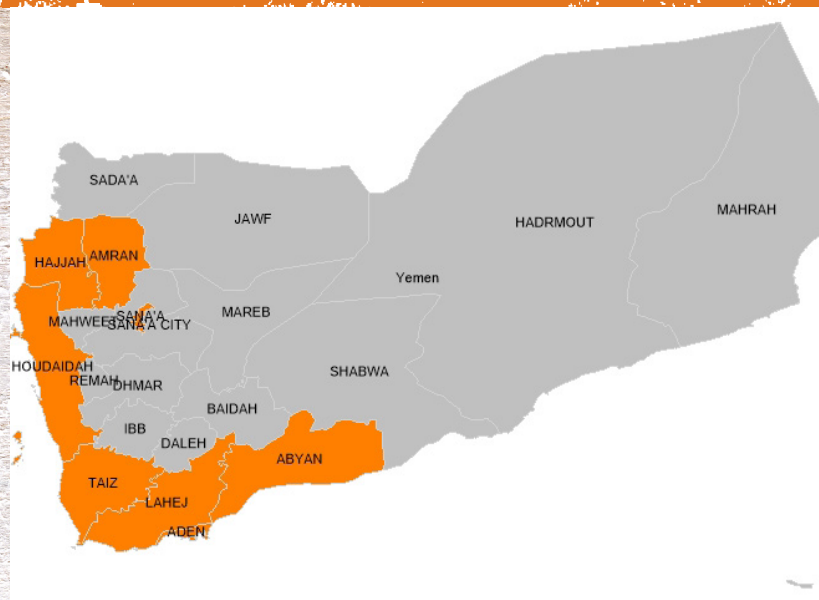 SADA'A
JAWF
HADRMOUT
MAHRAH
HAJJAH
AMRAN
Yemen
MAREB
SANA'A
MAHWEET
SANA'A CITY
HOUDAIDAH
SHABWA
REMAH
DHMAR
BAIDAH
IBB
DALEH
ABYAN
TAIZ
LAHEJ
ADEN